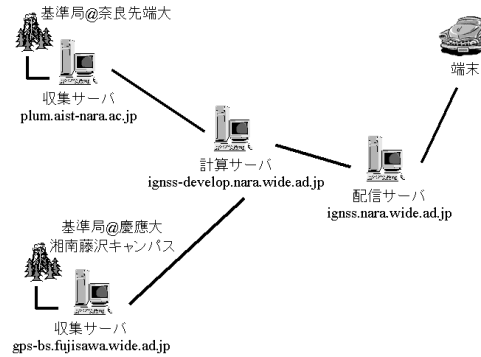 基準局@奈良先端大
収集サーバ
plum.aist-nara.ac.jp
端末
計算サーバ
ignss-develop.nara.wide.ad.jp
配信サーバ
ignss.nara.wide.ad.jp
基準局@慶應大
湘南藤沢キャンパス
収集サーバ
gps-bs.fujisawa.wide.ad.jp